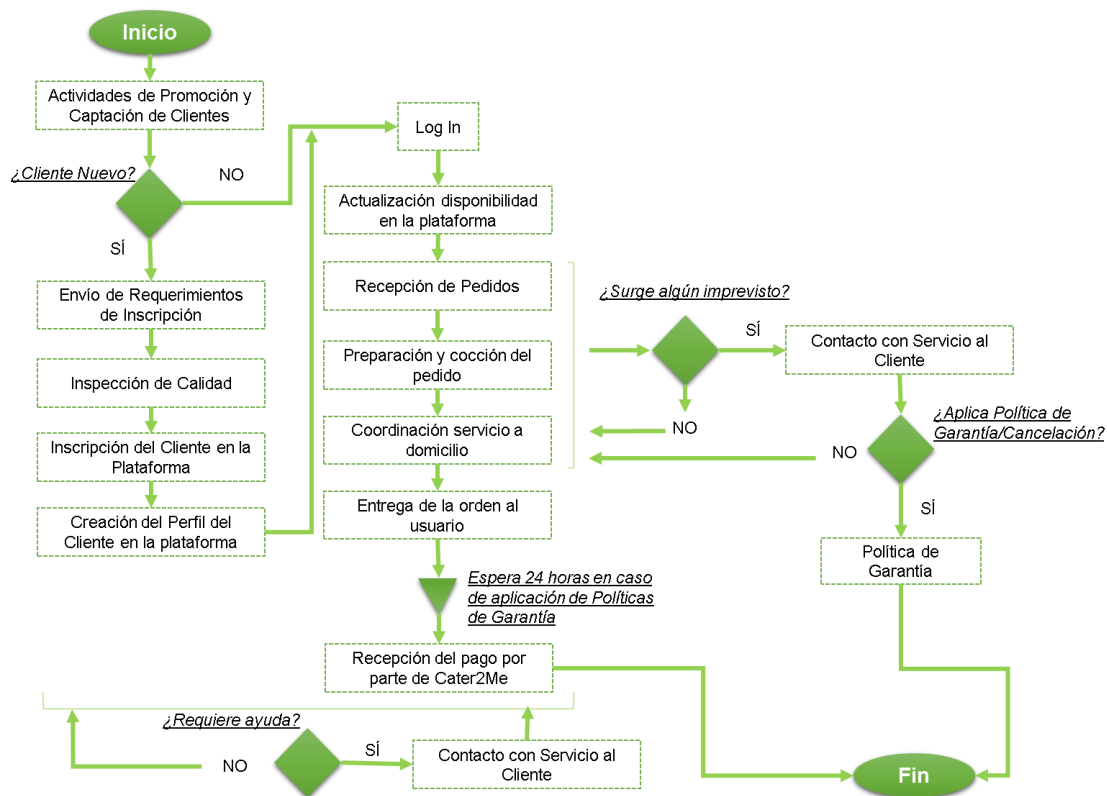 Inicio
Actividades de Promoción y
Captación de Clientes
¿Cliente Nuevo?
NO
SÍ
Envío de Requerimientos
de Inscripción
Inspección de Calidad
Inscripción del Cliente en la
Plataforma
Creación del Perfil del
Cliente en la plataforma
Log In
Actualización disponibilidad
en la plataforma
Recepción de Pedidos
Preparación y cocción del
pedido
Coordinación servicio a
domicilio
Entrega de la orden al
usuario
Espera 24 horas en caso
de aplicación de Políticas
de Garantía
Recepción del pago por
parte de Cater2Me
¿Surge algún imprevisto?
SÍ
NO
Contacto con Servicio al
Cliente
¿Aplica Política de
Garantía/Cancelación?
NO
SÍ
Política de
Garantía
¿Requiere ayuda?
NO
SÍ
Contacto con Servicio al
Cliente
Fin